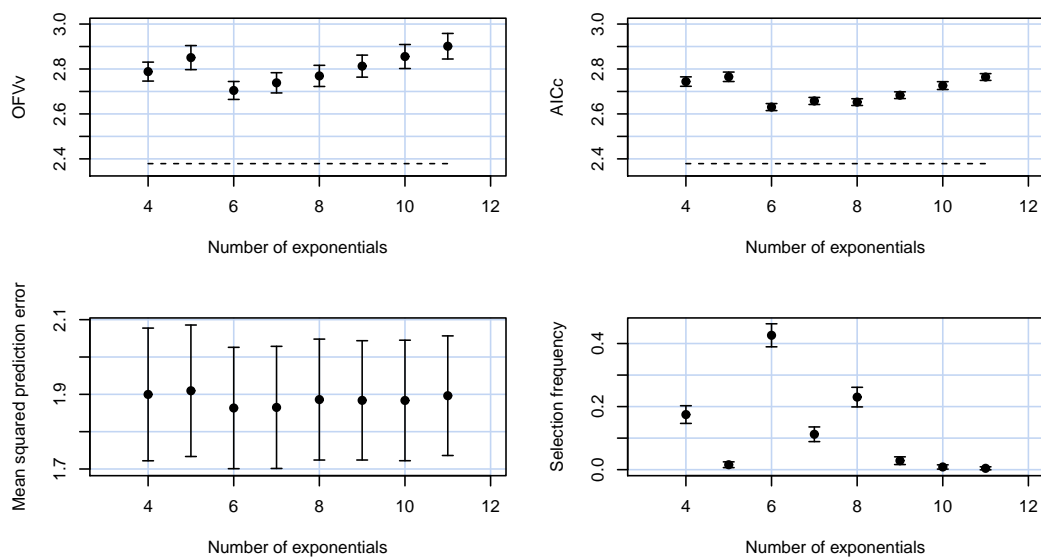 OFVv
2.4 2.6 2.8 3.0
4 6 8 10 12
Number of exponentials
AICc
2.4 2.6 2.8 3.0
4 6 8 10 12
Number of exponentials
Mean squared prediction error
1.7 1.9 2.1
4 6 8 10 12
Number of exponentials
Selection frequency
0.0 0.2 0.4
4 6 8 10 12
Number of exponentials